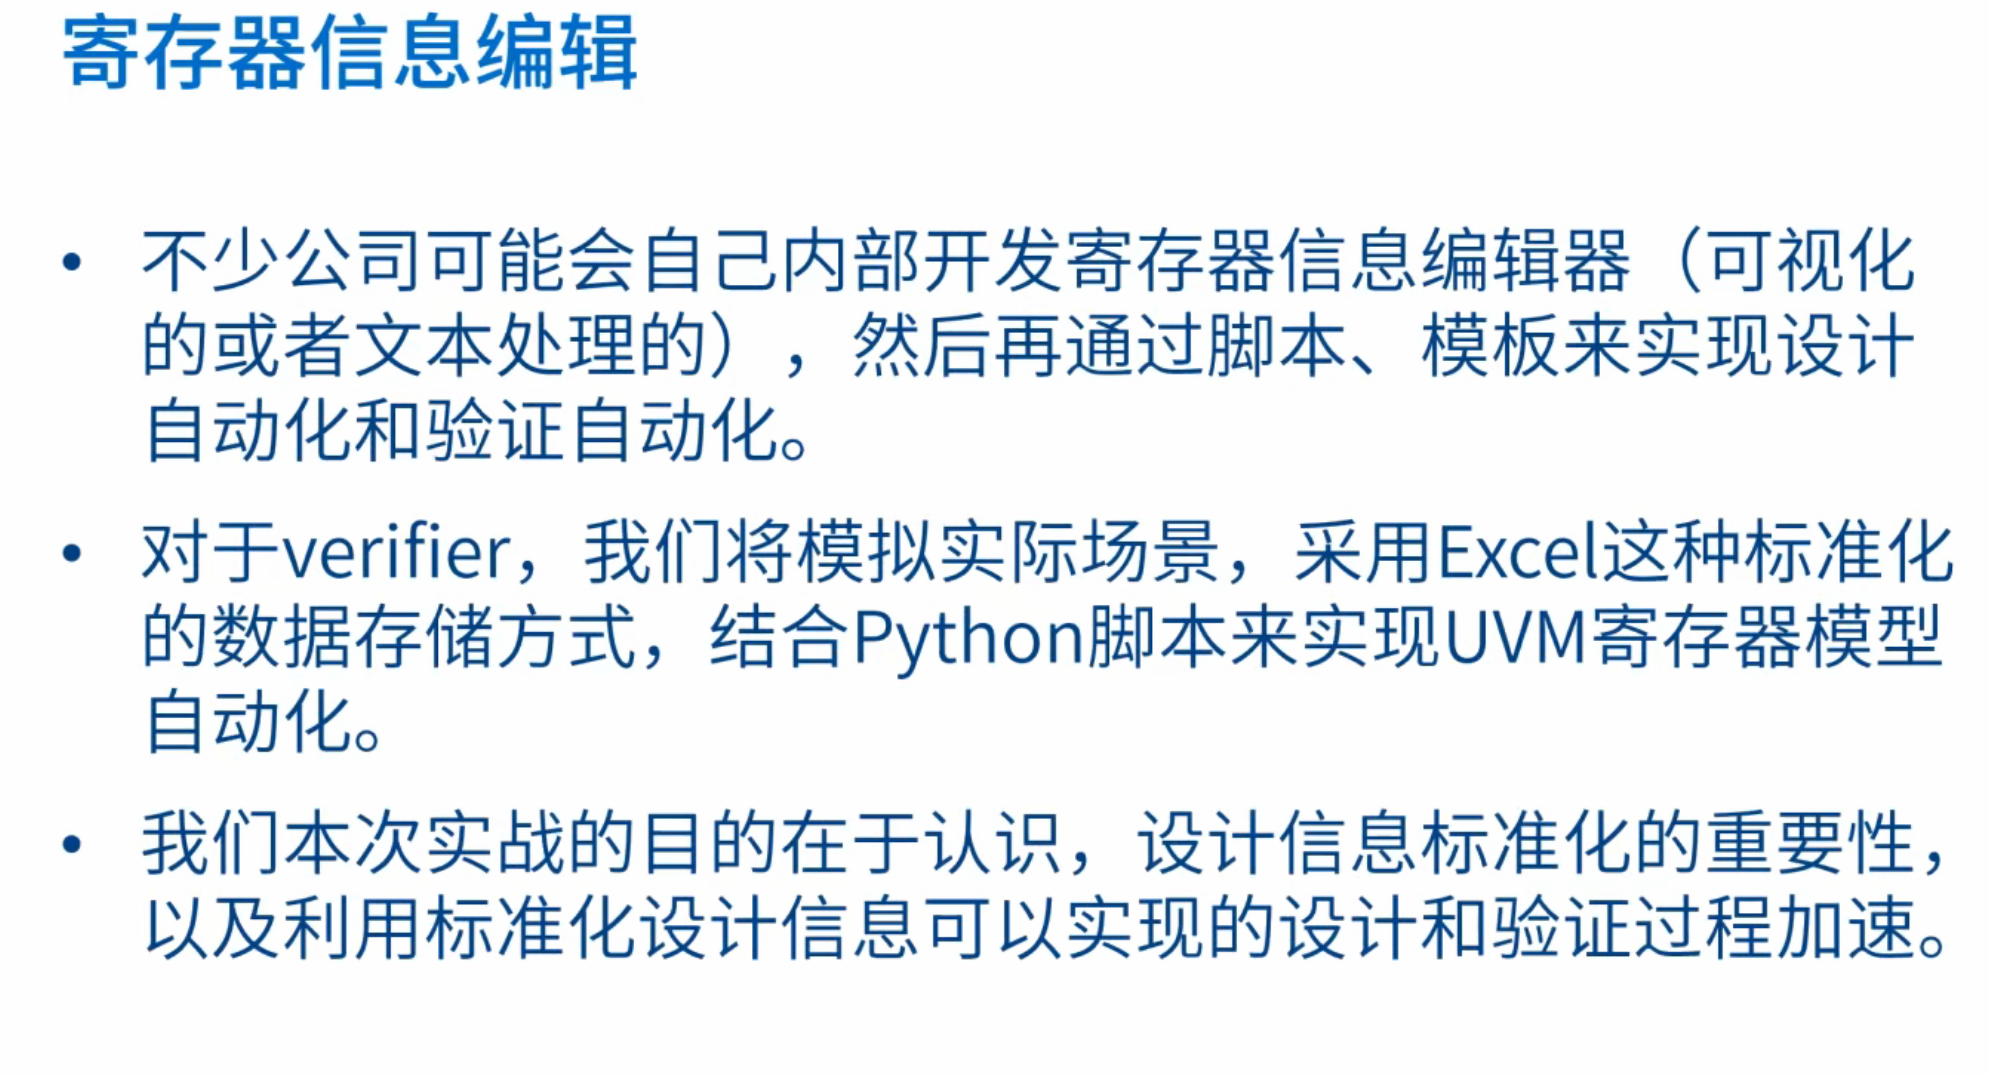 寄存器信息编辑
• 不少公司可能会自己内部开发寄存器信息编辑器（可视化
的或者文本处理的），然后再通过脚本、模板来实现设计
自动化和验证自动化。
• 对于verifier，我们将模拟实际场景，采用Excel这种标准化
的数据存储方式，结合Python脚本来实现UVM寄存器模型
自动化。
• 我们本次实战的目的在于认识，设计信息标准化的重要性，
以及利用标准化设计信息可以实现的设计和验证过程加速。